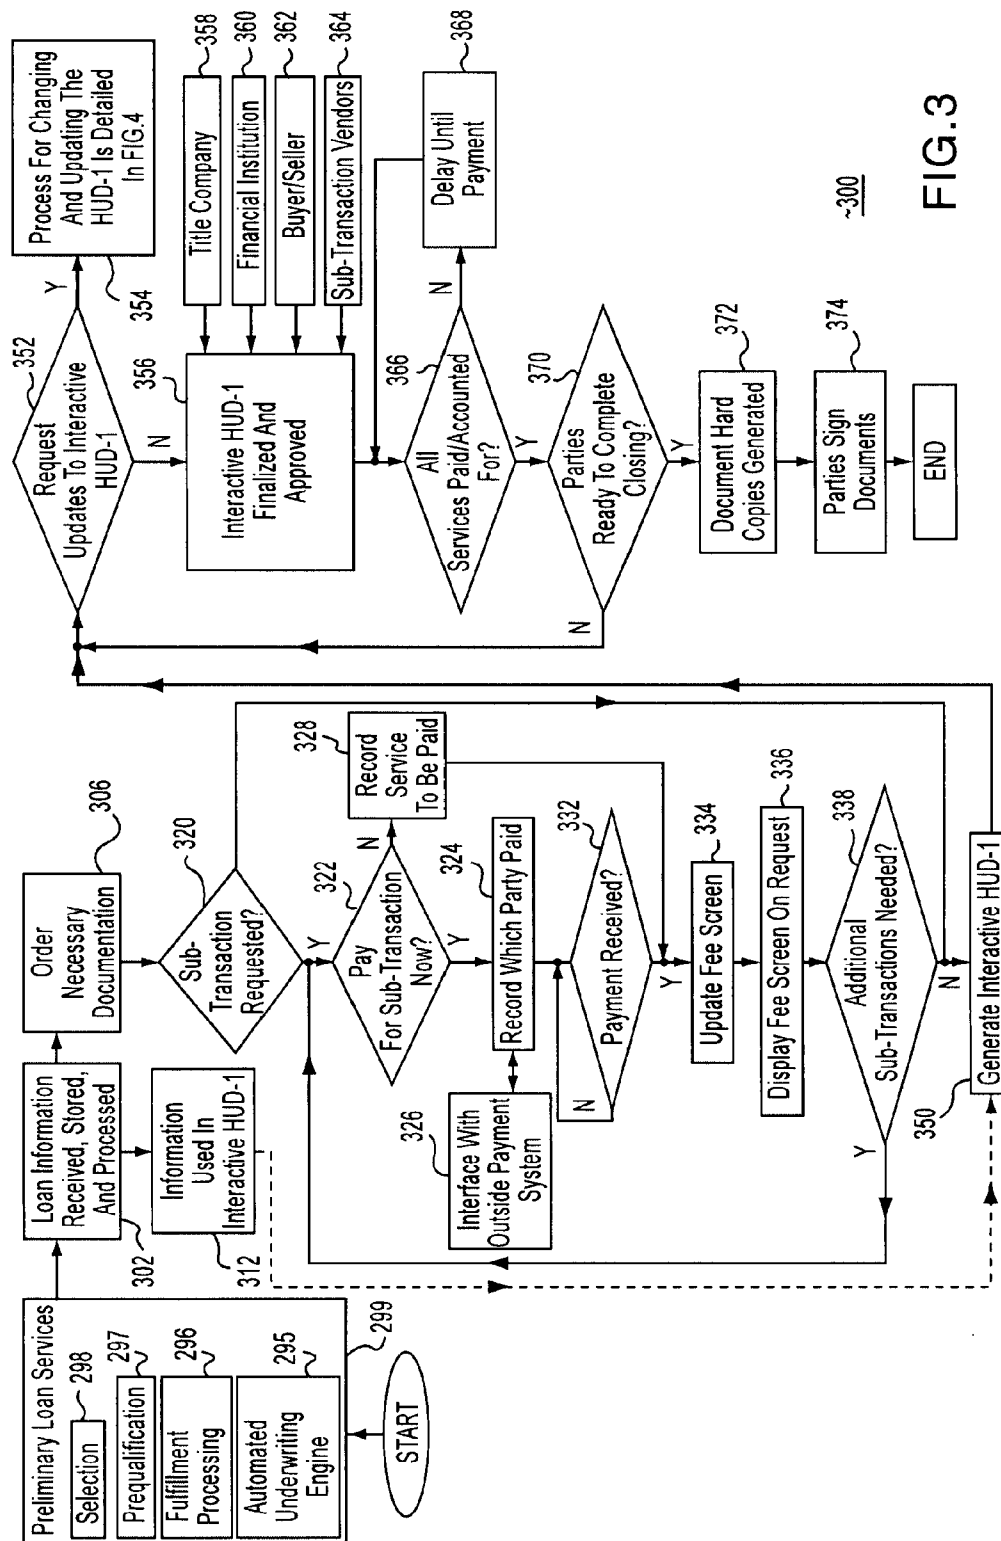 START
Preliminary Loan Services
Selection
298
Prequalification
297
Fulfillment
Processing
296
Automated
Underwriting
Engine
295
299
Loan Information
Received, Stored,
And Processed
302
Information
Used In
Interactive HUD-1
312
Order
Necessary
Documentation
306
Sub-
Transaction
Requested?
320
Y
Pay
For Sub-Transaction
Now?
322
N
Record
Service
To Be Paid
328
Y
Record Which Party Paid
324
Interface With
Outside Payment
System
326
Payment Received?
332
N
Y
Update Fee Screen
334
Display Fee Screen On Request
336
Additional
Sub-Transactions Needed?
338
Y
N
Generate Interactive HUD-1
350
Request
Updates To Interactive
HUD-1
352
Y
Process For Changing
And Updating The
HUD-1 Is Detailed
In FIG.4
354
N
Interactive HUD-1
Finalized And
Approved
356
Title Company
358
Financial Institution
360
Buyer/Seller
362
Sub-Transaction Vendors
364
All
Services Paid/Accounted
For?
366
N
Delay Until
Payment
368
Y
Parties
Ready To Complete
Closing?
370
N
Y
Document Hard
Copies Generated
372
Parties Sign
Documents
374
END
~300
FIG.3